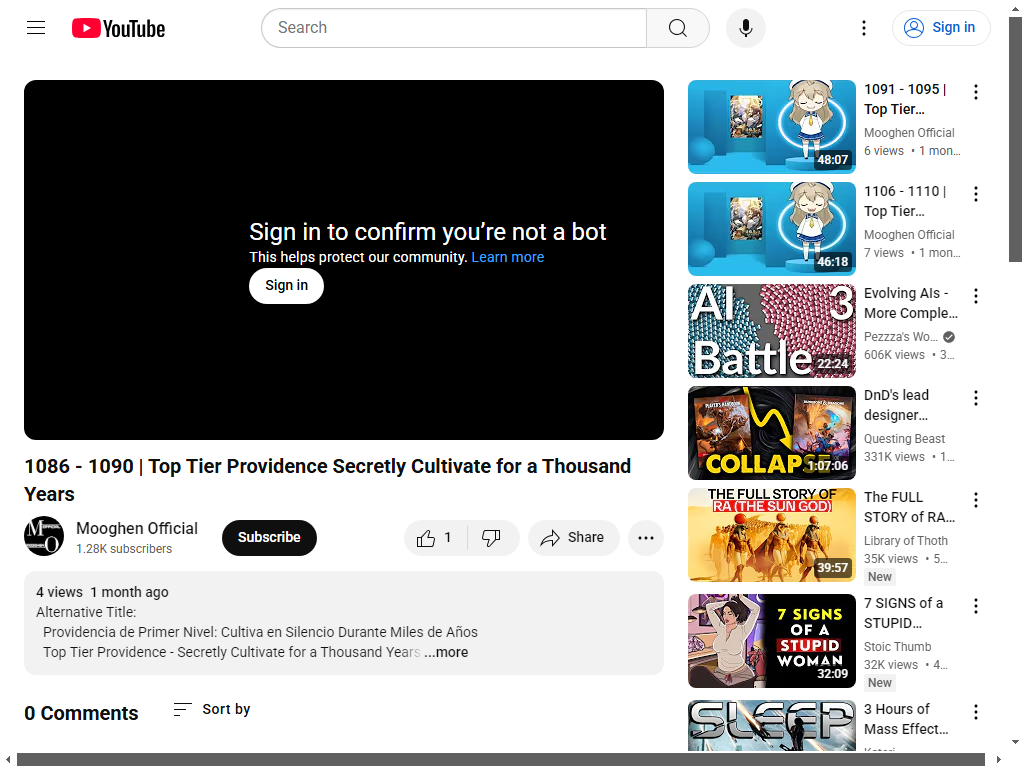 YouTube
Search
Sign in
Sign in to confirm you’re not a bot
This helps protect our community. Learn more
Sign in
1086 - 1090 | Top Tier Providence Secretly Cultivate for a Thousand
Years
Mooghen Official
1.28K subscribers
Subscribe
1
Share
4 views 1 month ago
Alternative Title:
Providencia de Primer Nivel: Cultiva en Silencio Durante Miles de Años
Top Tier Providence - Secretly Cultivate for a Thousand Years ...more
0 Comments
Sort by
48:07
1091 - 1095 |
Top Tier…
Mooghen Official
6 views • 1 mon…
46:18
1106 - 1110 |
Top Tier…
Mooghen Official
7 views • 1 mon…
AI 3
Battle
22:24
Evolving AIs -
More Comple…
Pezzza's Wo…
606K views • 3…
COLLAPSE
1:07:06
DnD's lead
designer…
Questing Beast
331K views • 1…
THE FULL STORY OF
RA (THE SUN GOD)
39:57
The FULL
STORY of RA…
Library of Thoth
35K views • 5…
New
7 SIGNS
OF A
STUPID
WOMAN
32:09
7 SIGNS of a
STUPID…
Stoic Thumb
32K views • 4…
New
SLEEP
3 Hours of
Mass Effect…